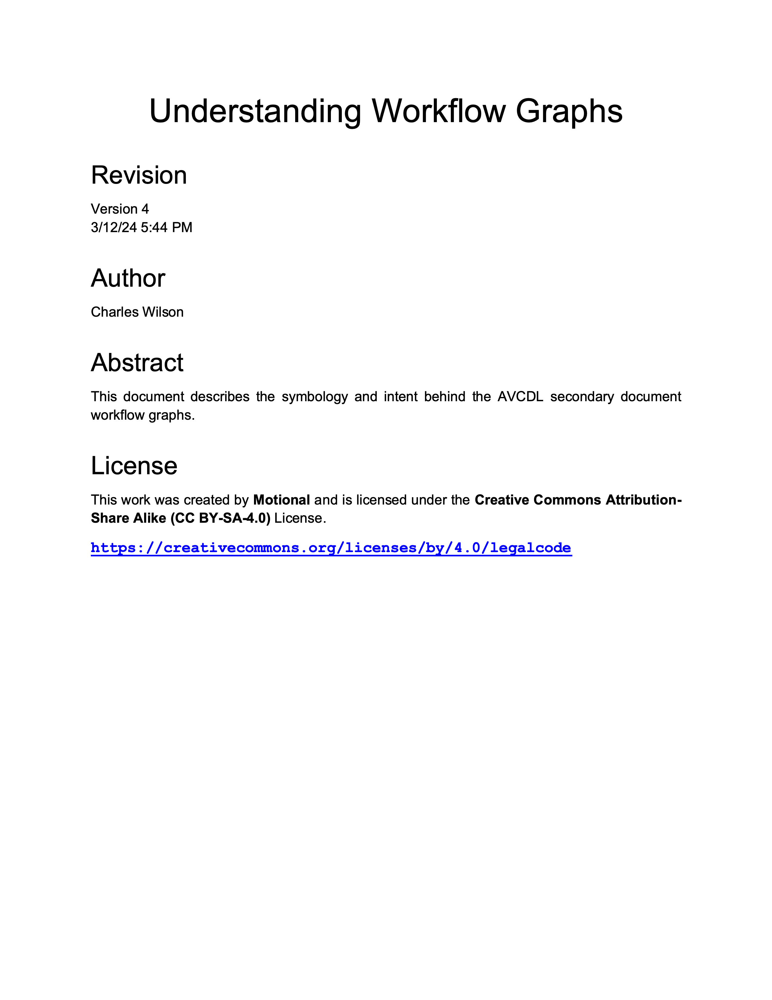 Understanding Workflow Graphs
Revision
Version 4
3/12/24 5:44 PM
Author
Charles Wilson
Abstract
This document describes the symbology and intent behind the AVCDL secondary document
workflow graphs.
License
This work was created by Motional and is licensed under the Creative Commons Attribution-
Share Alike (CC BY-SA-4.0) License.
https://creativecommons.org/licenses/by/4.0/legalcode